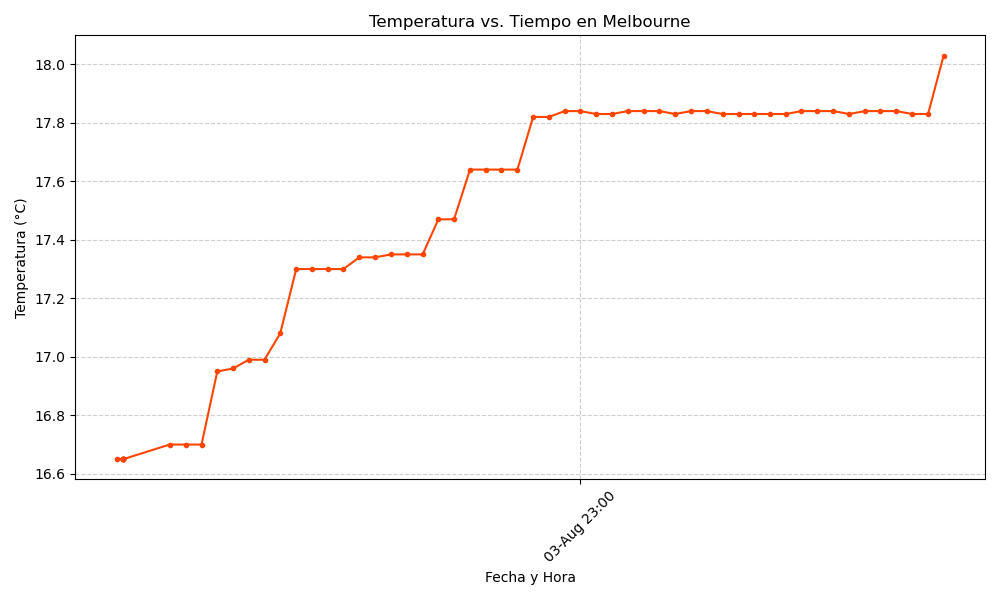 Temperatura vs. Tiempo en Melbourne
Temperatura (°C)
18.0
17.8
17.6
17.4
17.2
17.0
16.8
16.6
03-Aug 23:00
Fecha y Hora